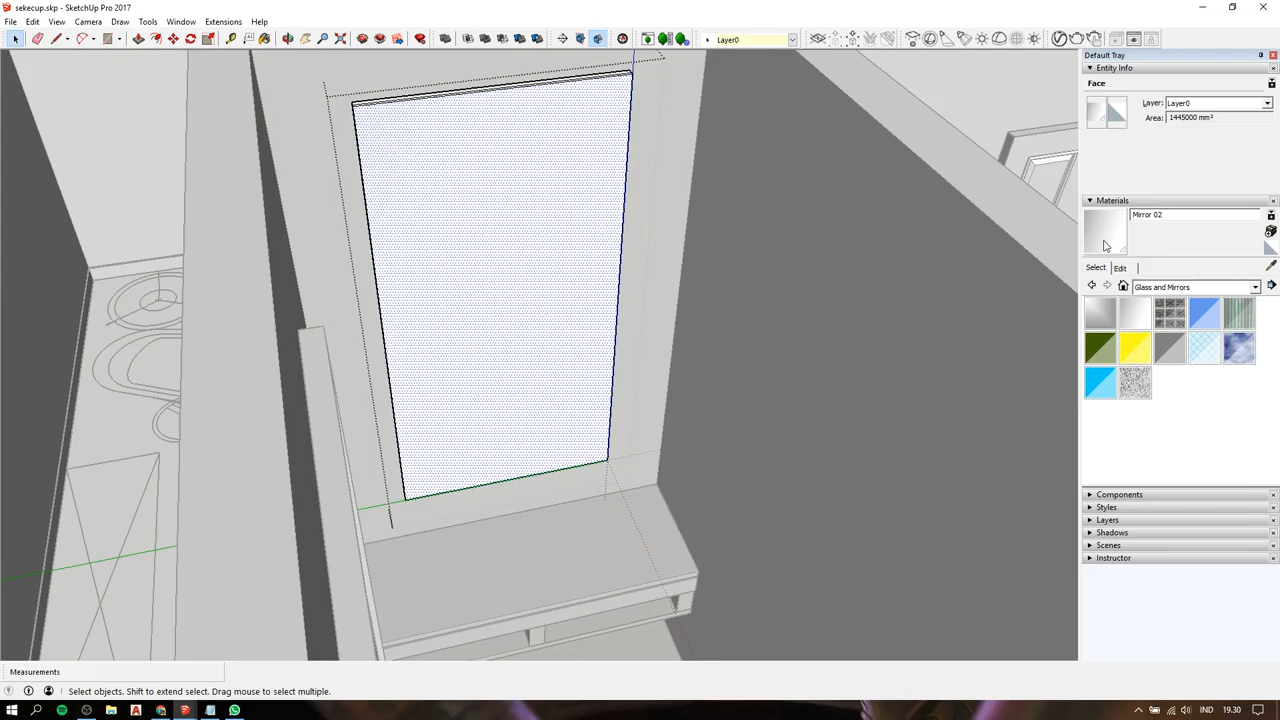 sekecup.skp - SketchUp Pro 2017
File Edit View Camera Draw Tools Window Extensions Help
Layer0
Default Tray
Entity Info
Face
Layer: Layer0
Area: 1445000 mm²
Materials
Mirror 02
Select Edit
Glass and Mirrors
Components
Styles
Layers
Shadows
Scenes
Instructor
Measurements
Select objects. Shift to extend select. Drag mouse to select multiple.
IND 19.30